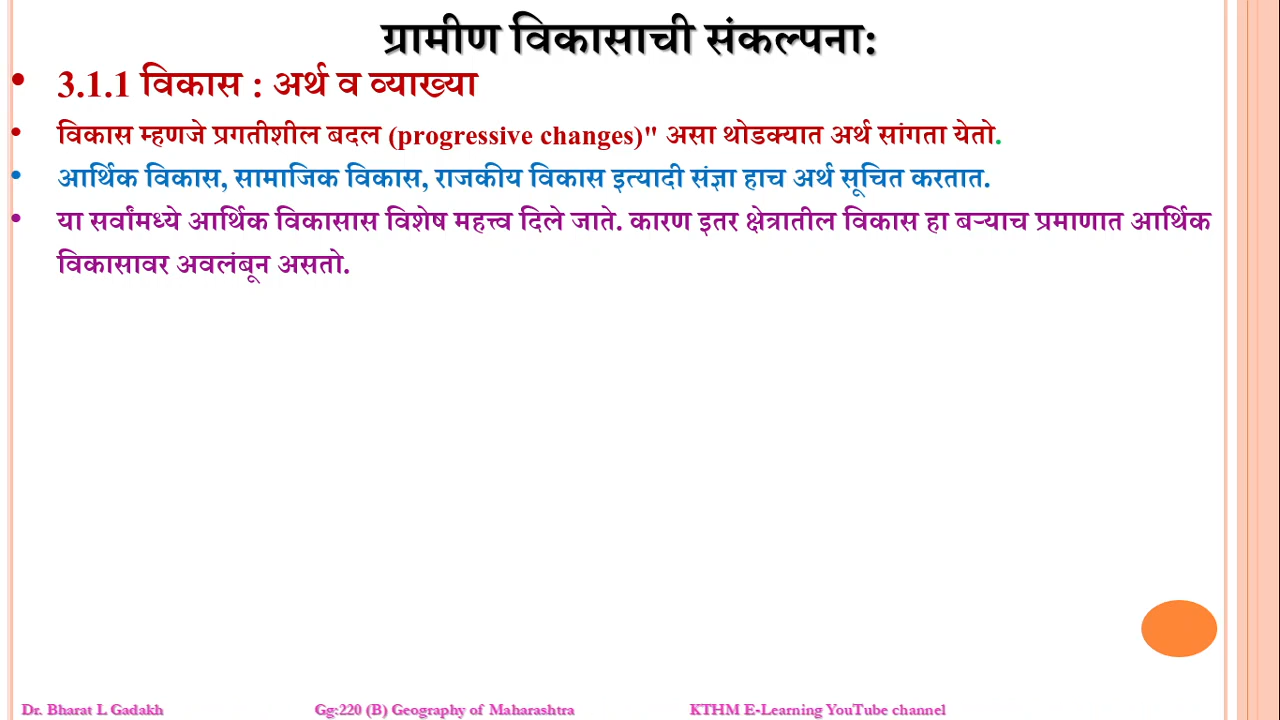 ग्रामीण विकासाची संकल्पना:
• 3.1.1 विकास : अर्थ व व्याख्या
• विकास म्हणजे प्रगतीशील बदल (progressive changes)" असा थोडक्यात अर्थ सांगता येतो.
• आर्थिक विकास, सामाजिक विकास, राजकीय विकास इत्यादी संज्ञा हाच अर्थ सूचित करतात.
• या सर्वांमध्ये आर्थिक विकासास विशेष महत्त्व दिले जाते. कारण इतर क्षेत्रातील विकास हा बऱ्याच प्रमाणात आर्थिक
विकासावर अवलंबून असतो.
Dr. Bharat L Gadakh Gg:220 (B) Geography of Maharashtra KTHM E-Learning YouTube channel